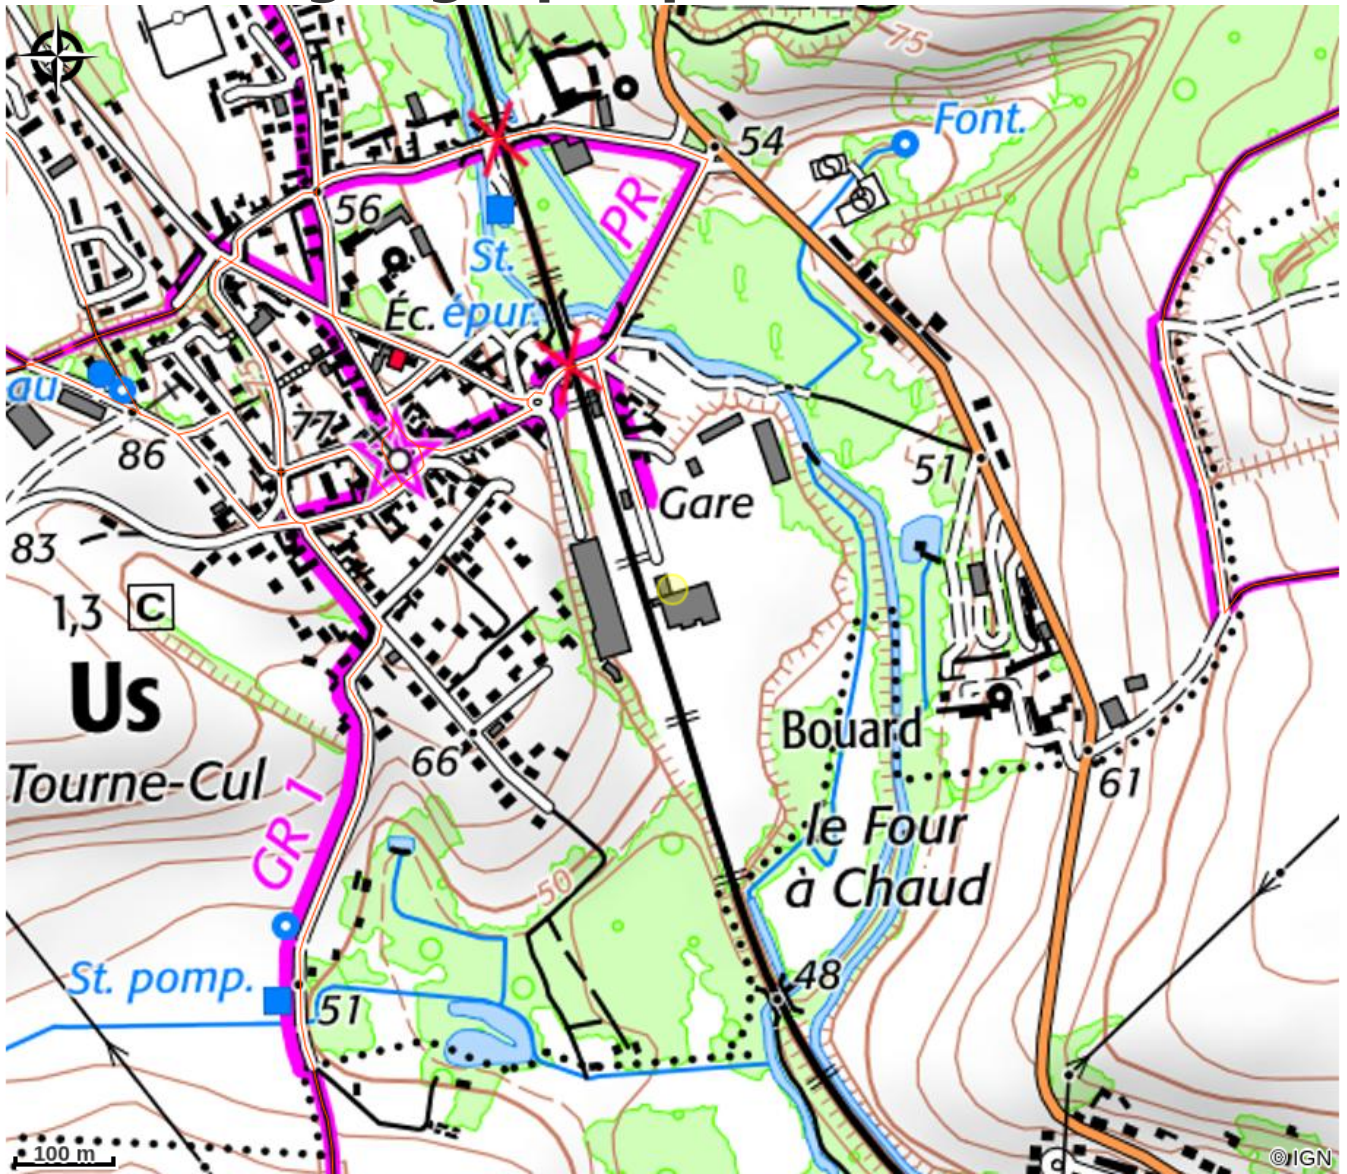 75
Font.
54
56
PR
St.
épur.
Éc.
au
77
86
51
Gare
83
1,3 C
Us
Bouard
66
61
Tourne-Cul
GR 1
le Four
à Chaud
50
St. pomp.
48
51
100 m
© IGN